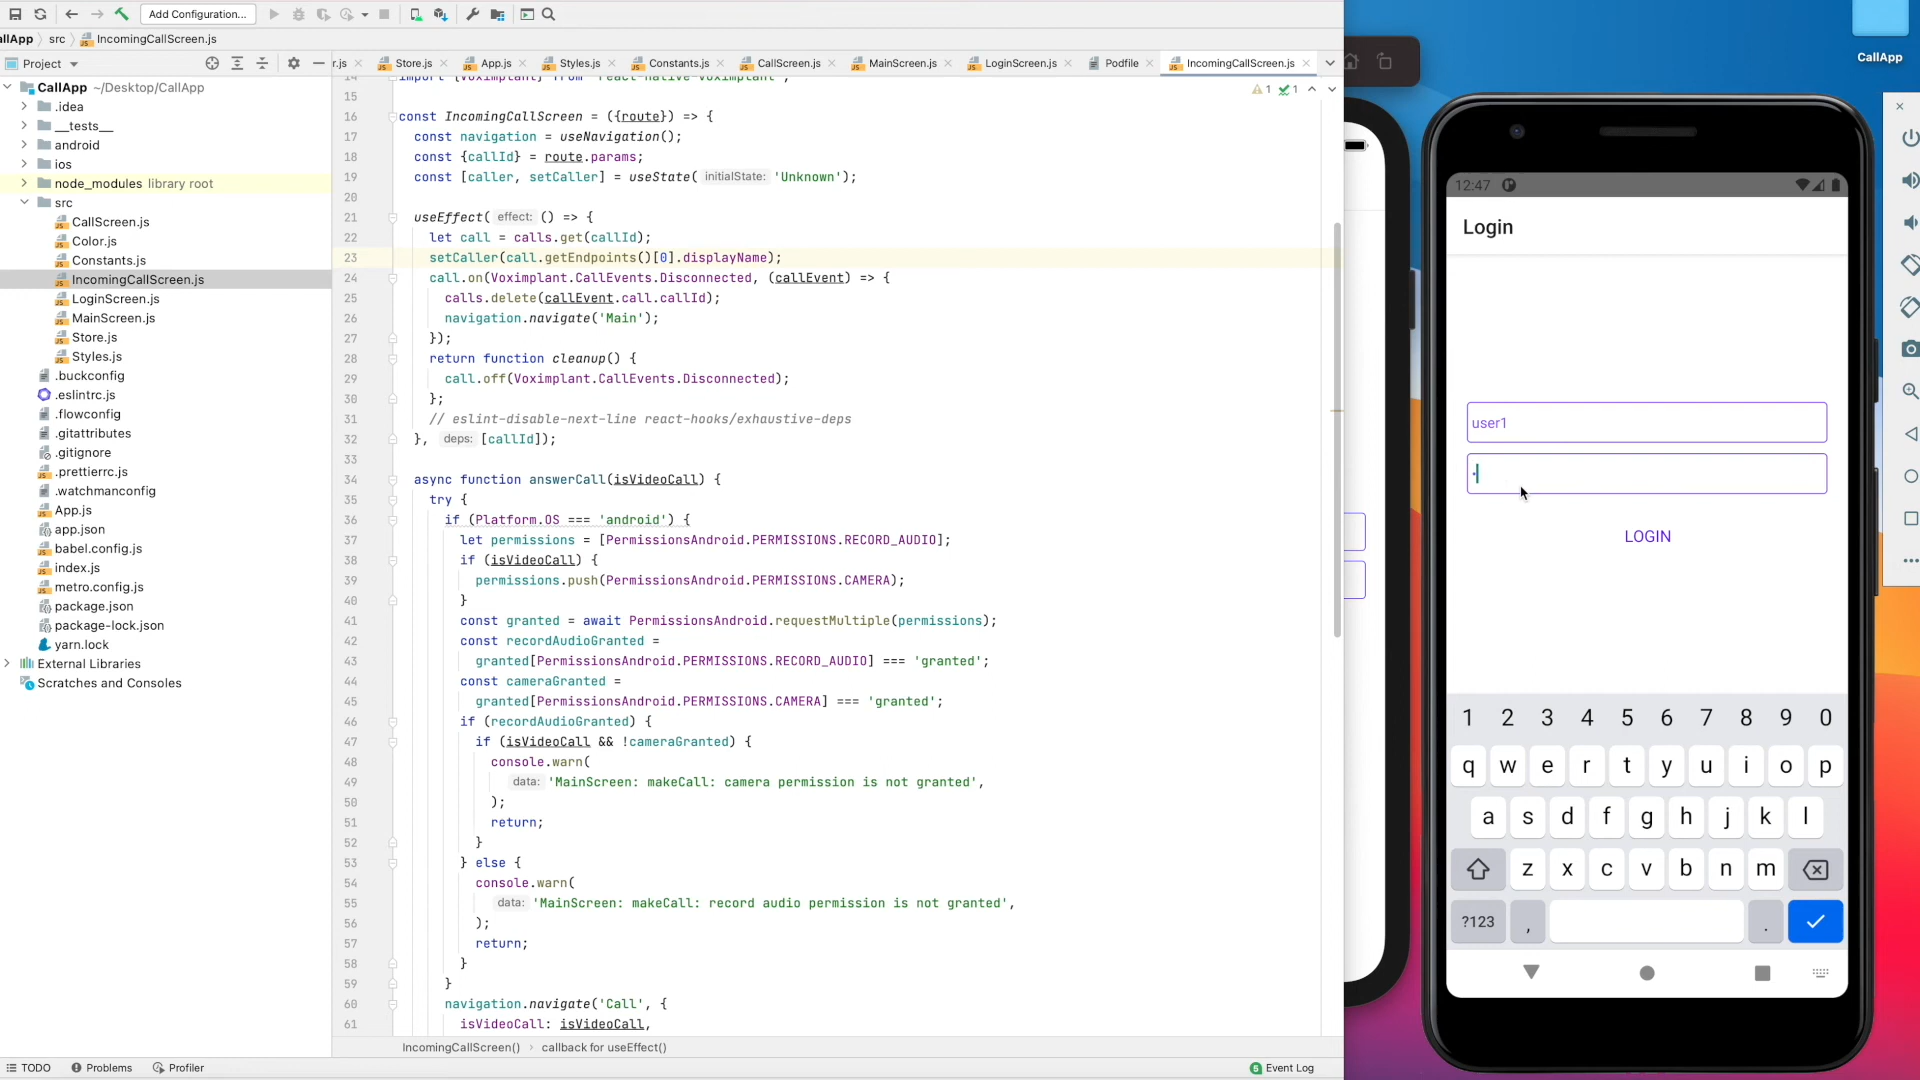 Add Configuration...
llApp
src
IncomingCallScreen.js
Project
r.js
Store.js
App.js
Styles.js
Constants.js
CallScreen.js
MainScreen.js
LoginScreen.js
Podfile
IncomingCallScreen.js
CallApp ~/Desktop/CallApp
.idea
__tests__
android
ios
node_modules library root
src
CallScreen.js
Color.js
Constants.js
IncomingCallScreen.js
LoginScreen.js
MainScreen.js
Store.js
Styles.js
.buckconfig
.eslintrc.js
.flowconfig
.gitattributes
.gitignore
.prettierrc.js
.watchmanconfig
App.js
app.json
babel.config.js
index.js
metro.config.js
package.json
package-lock.json
yarn.lock
External Libraries
Scratches and Consoles
1 1
14 import {Voximplant} from 'react-native-voximplant';
15
16 const IncomingCallScreen = ({route}) => {
17 const navigation = useNavigation();
18 const {callId} = route.params;
19 const [caller, setCaller] = useState( initialState: 'Unknown');
20
21 useEffect( effect: () => {
22 let call = calls.get(callId);
23 setCaller(call.getEndpoints()[0].displayName);
24 call.on(Voximplant.CallEvents.Disconnected, (callEvent) => {
25 calls.delete(callEvent.call.callId);
26 navigation.navigate('Main');
27 });
28 return function cleanup() {
29 call.off(Voximplant.CallEvents.Disconnected);
30 };
31 // eslint-disable-next-line react-hooks/exhaustive-deps
32 }, deps: [callId]);
33
34 async function answerCall(isVideoCall) {
35 try {
36 if (Platform.OS === 'android') {
37 let permissions = [PermissionsAndroid.PERMISSIONS.RECORD_AUDIO];
38 if (isVideoCall) {
39 permissions.push(PermissionsAndroid.PERMISSIONS.CAMERA);
40 }
41 const granted = await PermissionsAndroid.requestMultiple(permissions);
42 const recordAudioGranted =
43 granted[PermissionsAndroid.PERMISSIONS.RECORD_AUDIO] === 'granted';
44 const cameraGranted =
45 granted[PermissionsAndroid.PERMISSIONS.CAMERA] === 'granted';
46 if (recordAudioGranted) {
47 if (isVideoCall && !cameraGranted) {
48 console.warn(
49 data: 'MainScreen: makeCall: camera permission is not granted',
50 );
51 return;
52 }
53 } else {
54 console.warn(
55 data: 'MainScreen: makeCall: record audio permission is not granted',
56 );
57 return;
58 }
59 }
60 navigation.navigate('Call', {
61 isVideoCall: isVideoCall,
IncomingCallScreen() callback for useEffect()
TODO
Problems
Profiler
5 Event Log
CallApp
12:47
Login
user1
LOGIN
1 2 3 4 5 6 7 8 9 0
q w e r t y u i o p
a s d f g h j k l
z x c v b n m
?123 , .